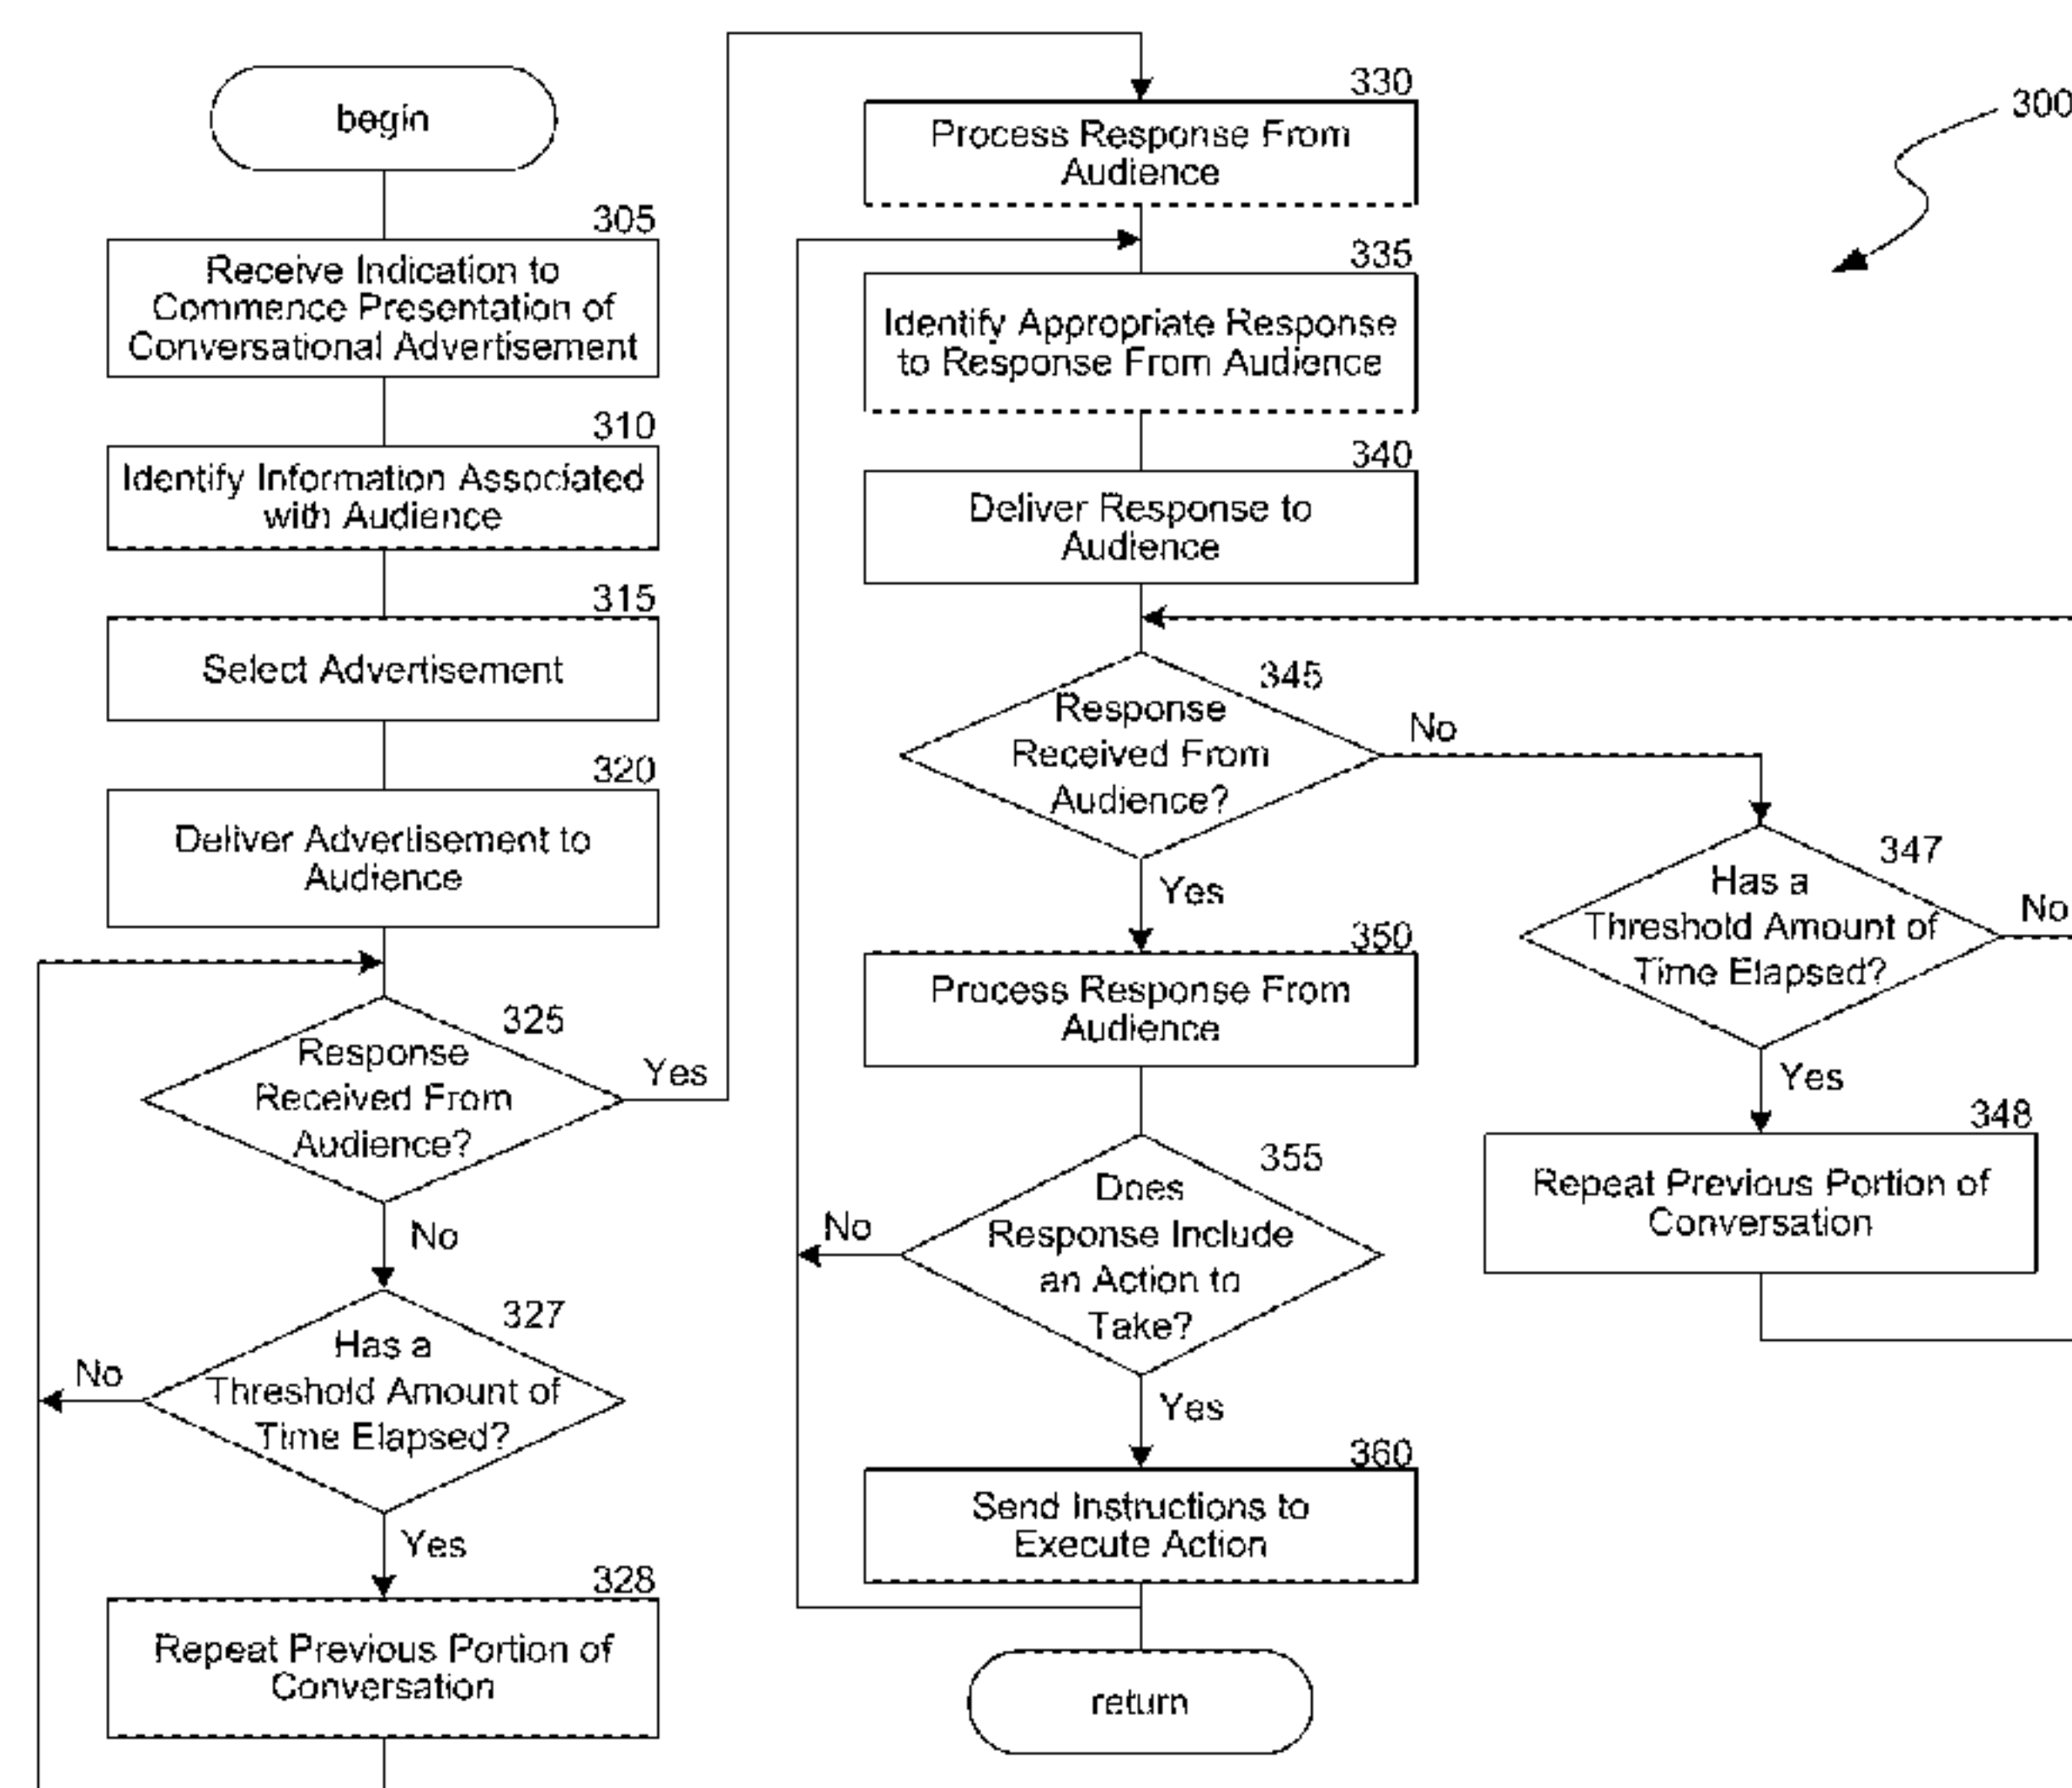 begin
305
Receive Indication to
Commence Presentation of
Conversational Advertisement
310
Identify Information Associated
with Audience
315
Select Advertisement
320
Deliver Advertisement to
Audience
325
Response
Received From
Audience?
Yes
No
327
Has a
Threshold Amount of
Time Elapsed?
No
Yes
328
Repeat Previous Portion of
Conversation
330
Process Response From
Audience
335
Identify Appropriate Response
to Response From Audience
340
Deliver Response to
Audience
345
Response
Received From
Audience?
No
Yes
347
Has a
Threshold Amount of
Time Elapsed?
No
Yes
348
Repeat Previous Portion of
Conversation
350
Process Response From
Audience
355
Does
Response Include
an Action to
Take?
No
Yes
360
Send Instructions to
Execute Action
return
300